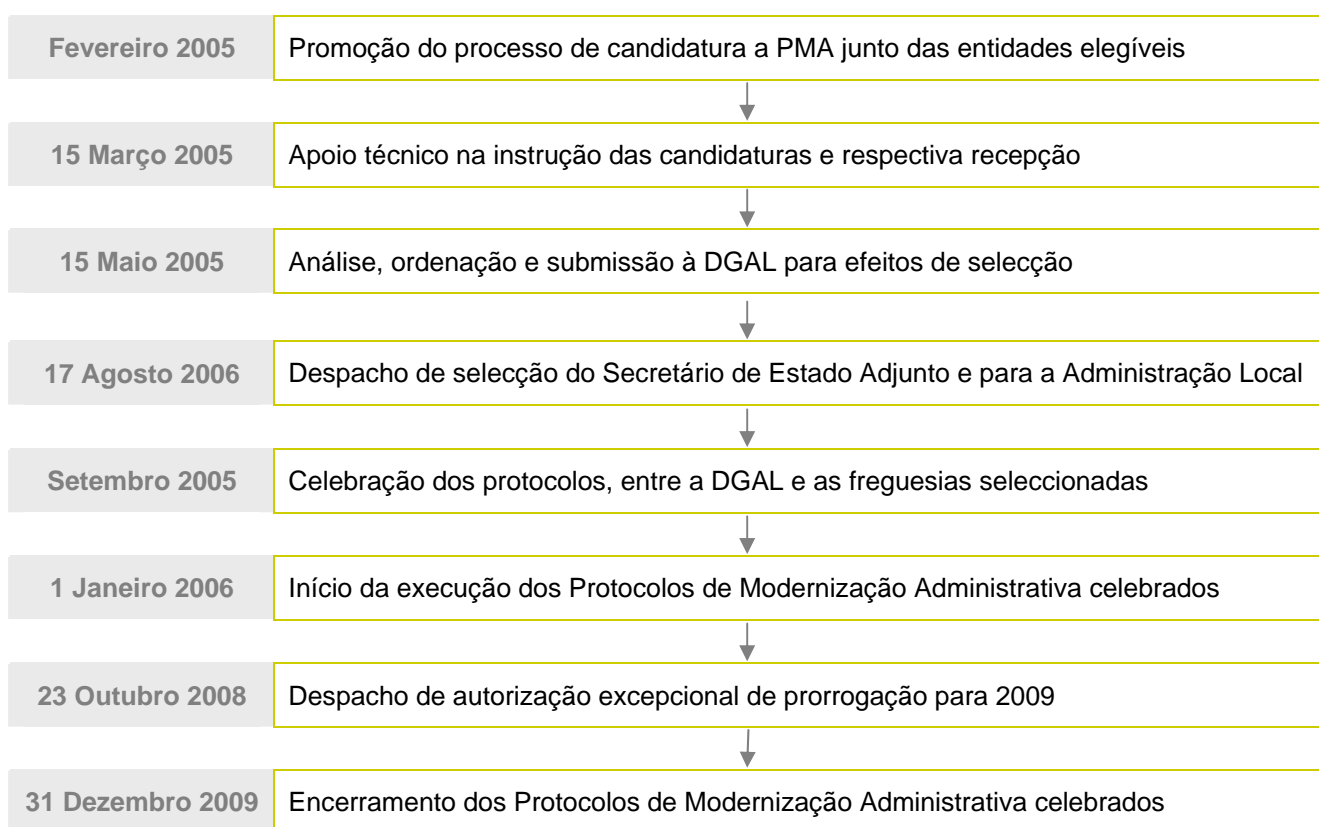 Fevereiro 2005 Promoção do processo de candidatura a PMA junto das entidades elegíveis
15 Março 2005 Apoio técnico na instrução das candidaturas e respectiva recepção
15 Maio 2005 Análise, ordenação e submissão à DGAL para efeitos de selecção
17 Agosto 2006 Despacho de selecção do Secretário de Estado Adjunto e para a Administração Local
Setembro 2005 Celebração dos protocolos, entre a DGAL e as freguesias seleccionadas
1 Janeiro 2006 Início da execução dos Protocolos de Modernização Administrativa celebrados
23 Outubro 2008 Despacho de autorização excepcional de prorrogação para 2009
31 Dezembro 2009 Encerramento dos Protocolos de Modernização Administrativa celebrados